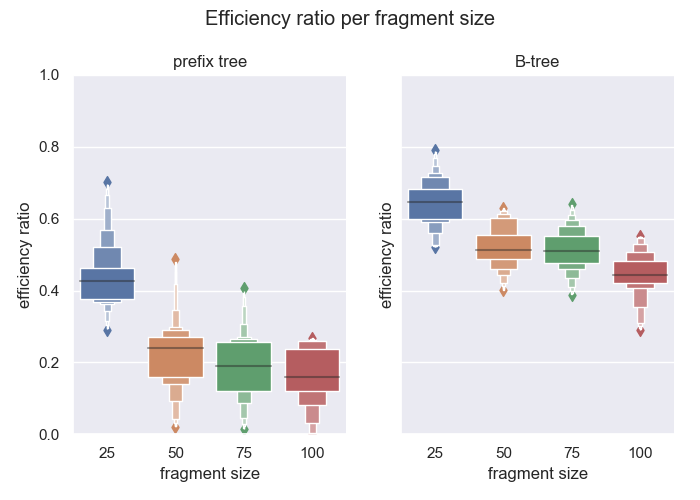 Efficiency ratio per fragment size
prefix tree
B-tree
1.0
0.8
0.6
0.4
0.2
0.0
efficiency ratio
efficiency ratio
25 50 75 100
25 50 75 100
fragment size
fragment size